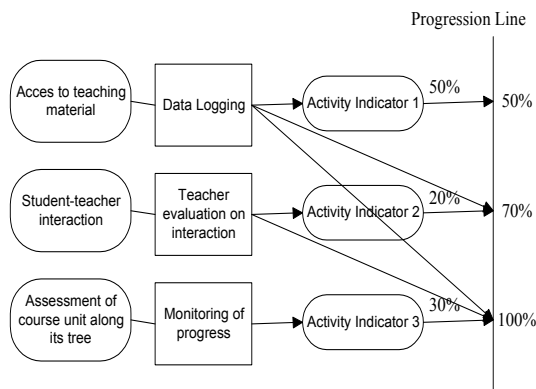 Progression Line
Acces to teaching
material
Data Logging
Activity Indicator 1
50%
50%
Student-teacher
interaction
Teacher
evaluation on
interaction
Activity Indicator 2
20%
70%
Assessment of
course unit along
its tree
Monitoring of
progress
Activity Indicator 3
30%
100%